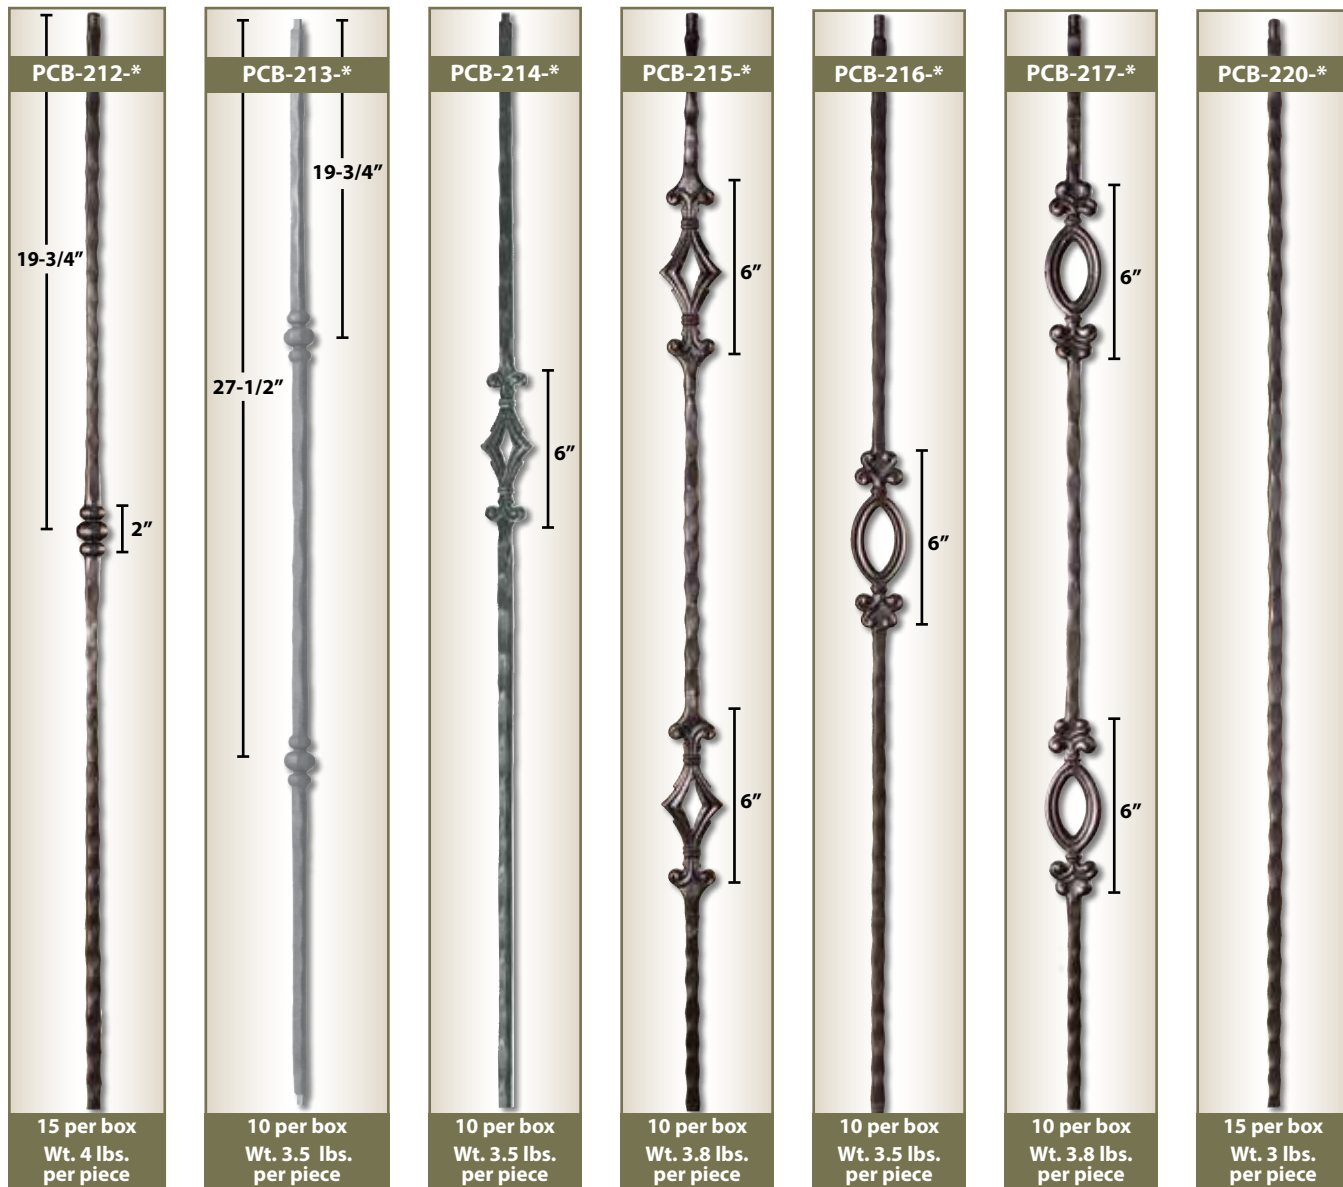 PCB-212-*
19-3/4”
2”
15 per box
Wt. 4 lbs.
per piece
PCB-213-*
19-3/4”
27-1/2”
10 per box
Wt. 3.5 lbs.
per piece
PCB-214-*
6”
10 per box
Wt. 3.5 lbs.
per piece
PCB-215-*
6”
6”
10 per box
Wt. 3.8 lbs.
per piece
PCB-216-*
6”
10 per box
Wt. 3.5 lbs.
per piece
PCB-217-*
6”
6”
10 per box
Wt. 3.8 lbs.
per piece
PCB-220-*
15 per box
Wt. 3 lbs.
per piece